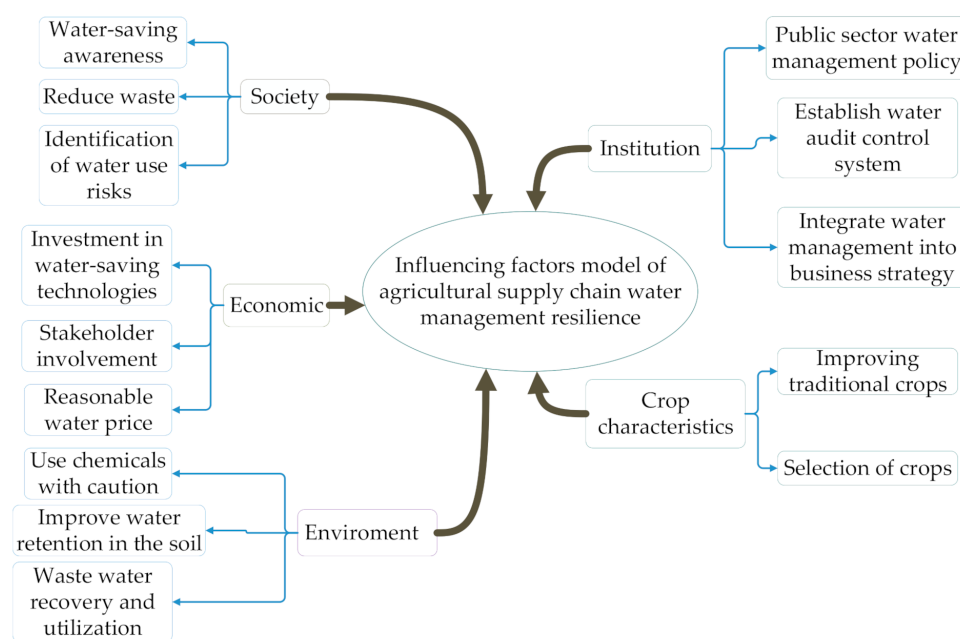 Water-saving
awareness
Reduce waste
Identification
of water use
risks
Society
Investment in
water-saving
technologies
Stakeholder
involvement
Reasonable
water price
Economic
Use chemicals
with caution
Improve water
retention in the soil
Waste water
recovery and
utilization
Enviroment
Influencing factors model of
agricultural supply chain water
management resilience
Institution
Public sector water
management policy
Establish water
audit control
system
Integrate water
management into
business strategy
Crop
characteristics
Improving
traditional crops
Selection of crops